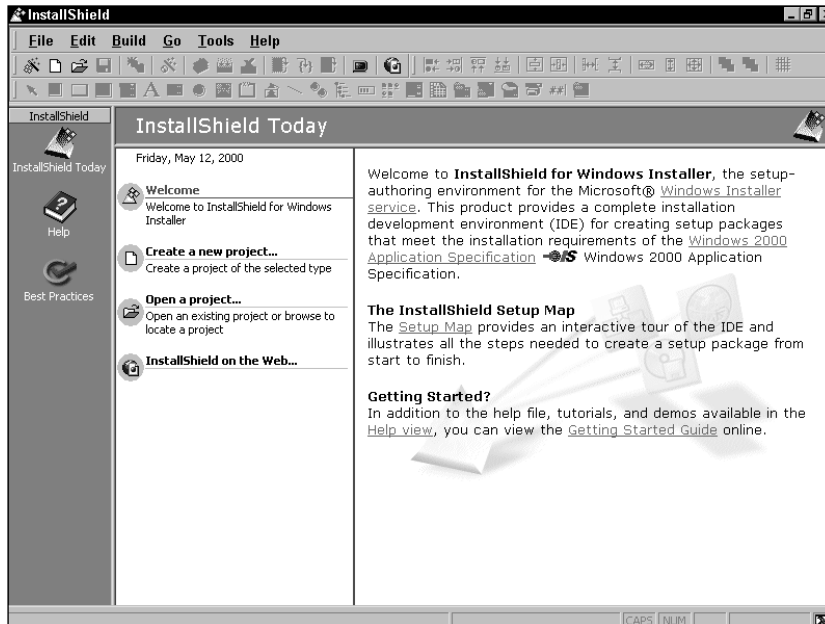 InstallShield
File Edit Build Go Tools Help
InstallShield
InstallShield Today
Help
Best Practices
InstallShield Today
Friday, May 12, 2000
Welcome
Welcome to InstallShield for Windows
Installer
Create a new project...
Create a project of the selected type
Open a project...
Open an existing project or browse to
locate a project
InstallShield on the Web...
Welcome to InstallShield for Windows Installer, the setup-
authoring environment for the Microsoft® Windows Installer
service. This product provides a complete installation
development environment (IDE) for creating setup packages
that meet the installation requirements of the Windows 2000
Application Specification IS Windows 2000 Application
Specification.
The InstallShield Setup Map
The Setup Map provides an interactive tour of the IDE and
illustrates all the steps needed to create a setup package from
start to finish.
Getting Started?
In addition to the help file, tutorials, and demos available in the
Help view, you can view the Getting Started Guide online.
CAPS NUM